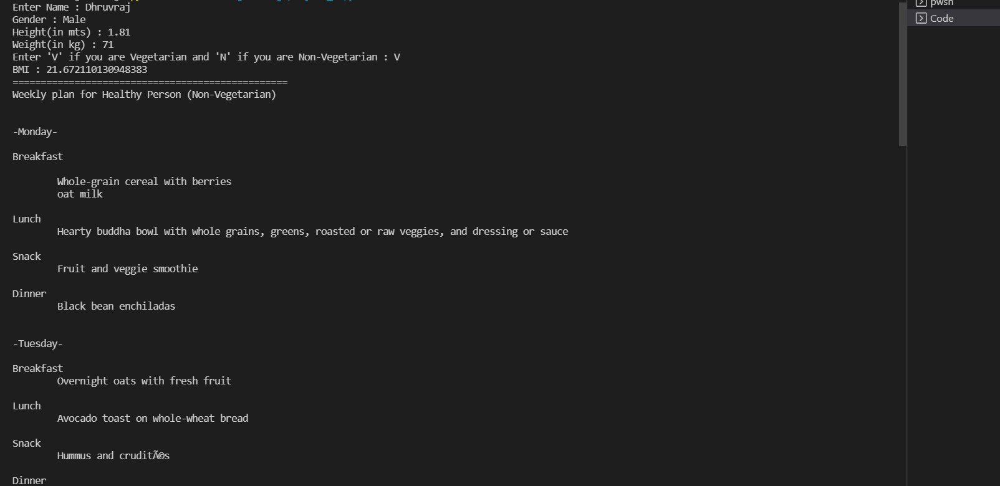 Enter Name : Dhruvraj
Gender : Male
Height(in mts) : 1.81
Weight(in kg) : 71
Enter 'V' if you are Vegetarian and 'N' if you are Non-Vegetarian : V
BMI : 21.672110130948383
=================================================
Weekly plan for Healthy Person (Non-Vegetarian)
-Monday-
Breakfast
Whole-grain cereal with berries
oat milk
Lunch
Hearty buddha bowl with whole grains, greens, roasted or raw veggies, and dressing or sauce
Snack
Fruit and veggie smoothie
Dinner
Black bean enchiladas
-Tuesday-
Breakfast
Overnight oats with fresh fruit
Lunch
Avocado toast on whole-wheat bread
Snack
Hummus and cruditÃ©s
Dinner
pwsh
Code